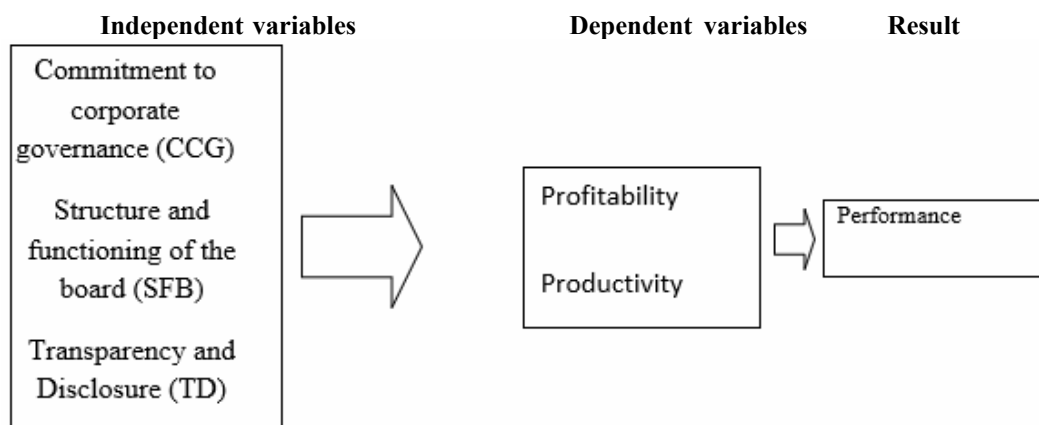 Independent variables
Dependent variables
Result
Commitment to
corporate
governance (CCG)
Structure and
functioning of the
board (SFB)
Transparency and
Disclosure (TD)
Profitability
Productivity
Performance